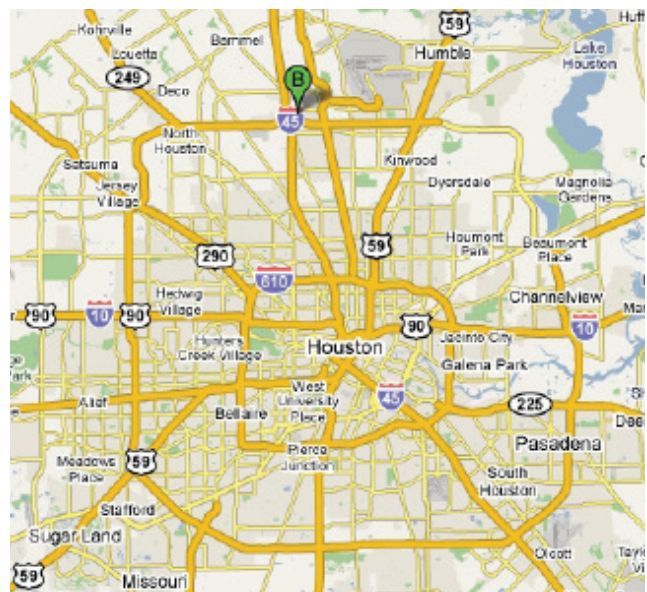 Kohrville
Bammel
59
Huff
Louetta
Humble
Lake
Houston
249
Deco
B
45
North
Houston
Kinwood
Satsuma
Jersey
Village
Dyersdale
Magnolia
Gardens
290
59
Houmont
Park
Beaumont
Place
610
Hedwig
Village
Channelview
90
10
90
Hunters
Creek Village
90
Jacinto City
10
Houston
Galena Park
Park
Alief
West
University
Place
45
Bellaire
225
Deer
Pierce
Junction
Pasadena
Meadows
Place
59
South
Houston
Stafford
Sugar Land
Olcott
59
Missouri